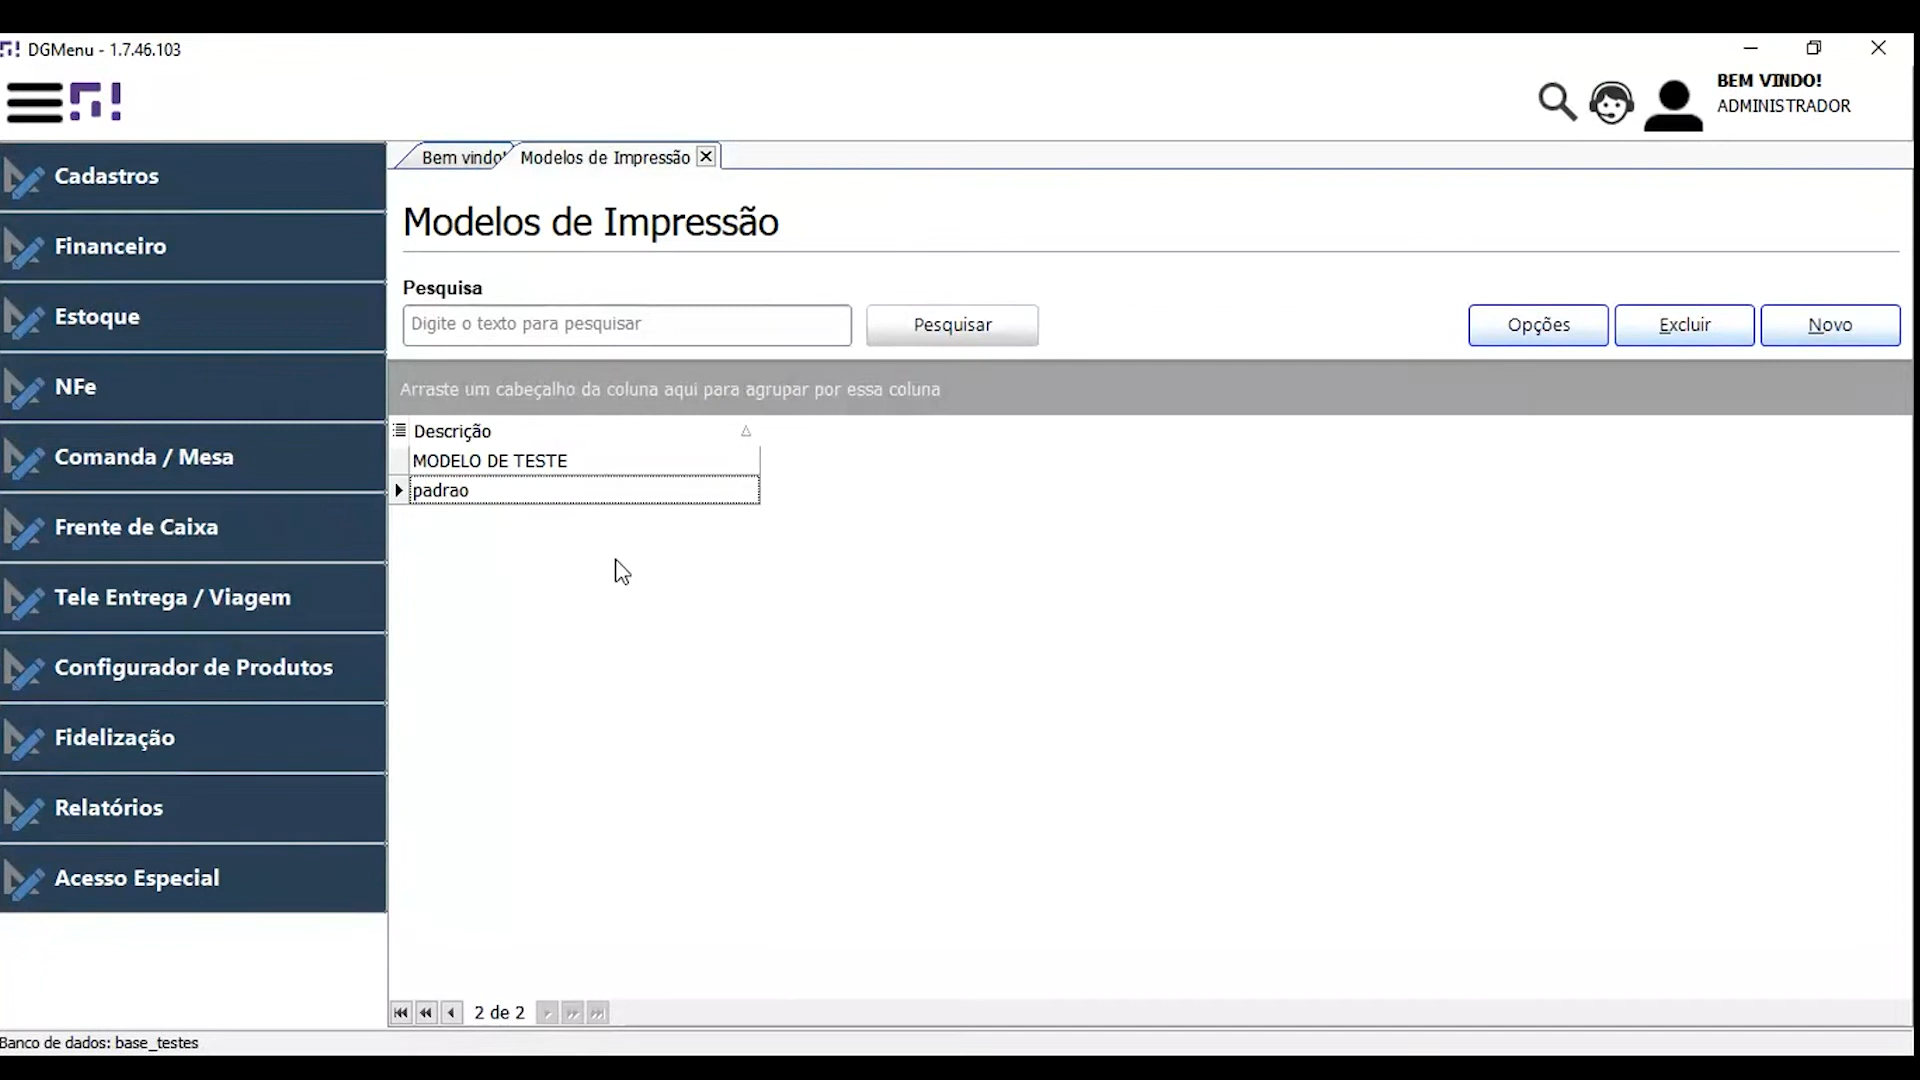 DGMenu - 1.7.46.103
BEM VINDO!
ADMINISTRADOR
Cadastros
Financeiro
Estoque
NFe
Comanda / Mesa
Frente de Caixa
Tele Entrega / Viagem
Configurador de Produtos
Fidelização
Relatórios
Acesso Especial
Bem vindo! Modelos de Impressão
Modelos de Impressão
Pesquisa
Digite o texto para pesquisar Pesquisar Opções Excluir Novo
Arraste um cabeçalho da coluna aqui para agrupar por essa coluna
Descrição
MODELO DE TESTE
padrao
2 de 2
Banco de dados: base_testes